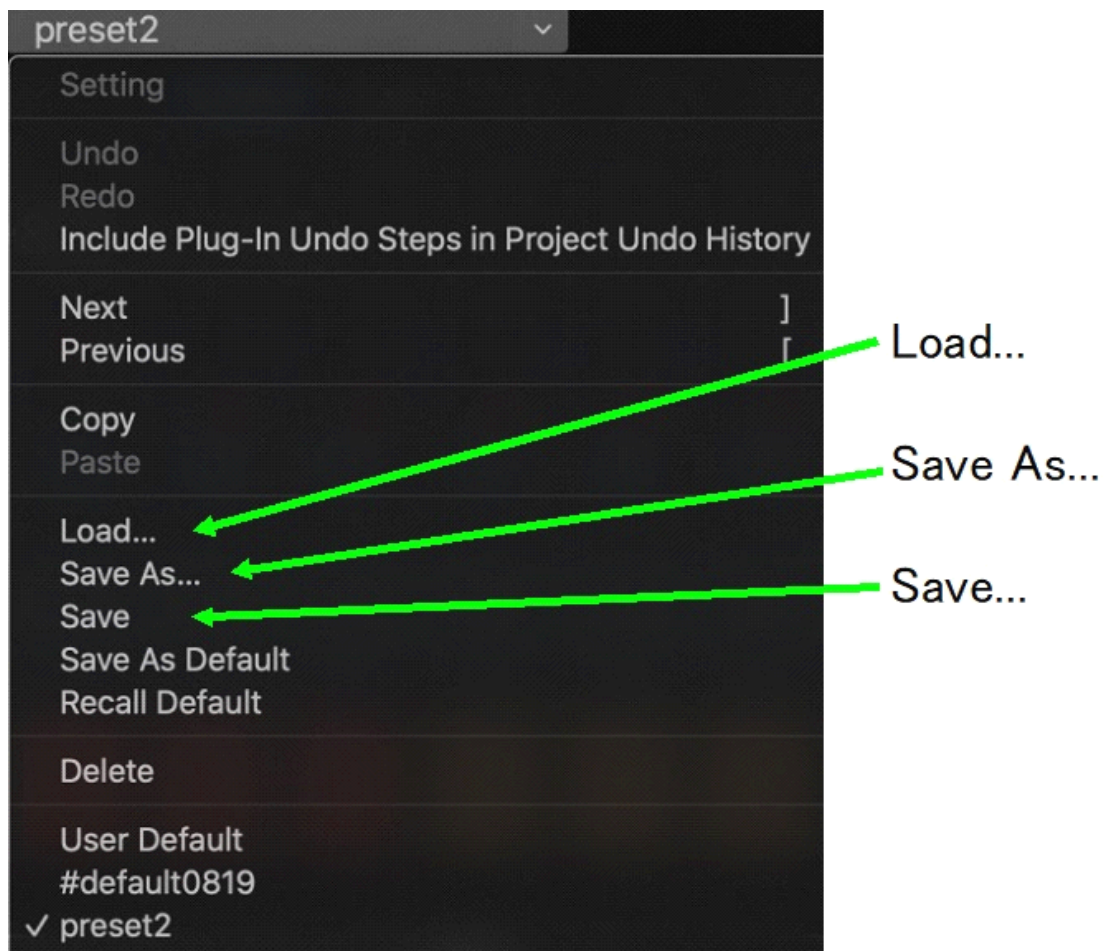 preset2
Setting
Undo
Redo
Include Plug-In Undo Steps in Project Undo History
Next ]
Previous [
Copy
Paste
Load...
Save As...
Save
Save As Default
Recall Default
Delete
User Default
#default0819
✓ preset2
Load...
Save As...
Save...